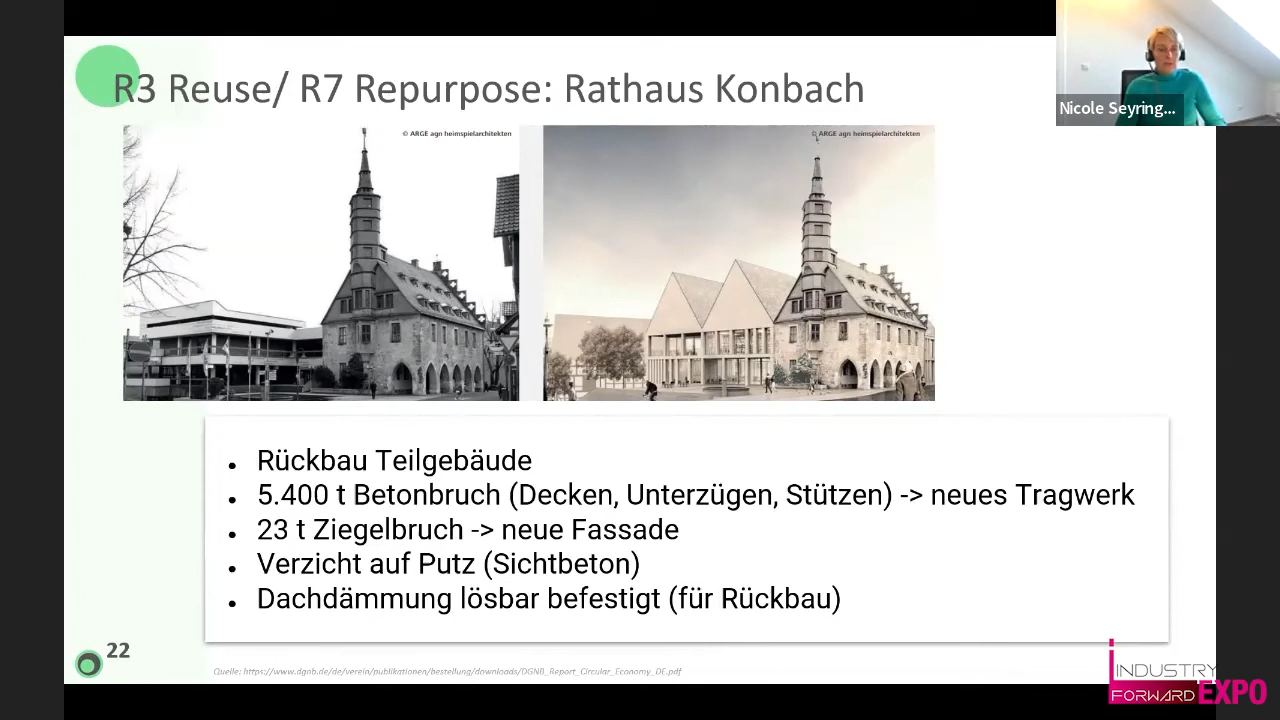 R3 Reuse/ R7 Repurpose: Rathaus Konbach
Nicole Seyring...
© ARGE agn heimspielarchitekten
© ARGE agn heimspielarchitekten
• Rückbau Teilgebäude
• 5.400 t Betonbruch (Decken, Unterzügen, Stützen) -> neues Tragwerk
• 23 t Ziegelbruch -> neue Fassade
• Verzicht auf Putz (Sichtbeton)
• Dachdämmung lösbar befestigt (für Rückbau)
22
Quelle: https://www.dgnb.de/de/verein/publikationen/bestellung/downloads/DGNB_Report_Circular_Economy_DE.pdf
INDUSTRY
FORWARD EXPO